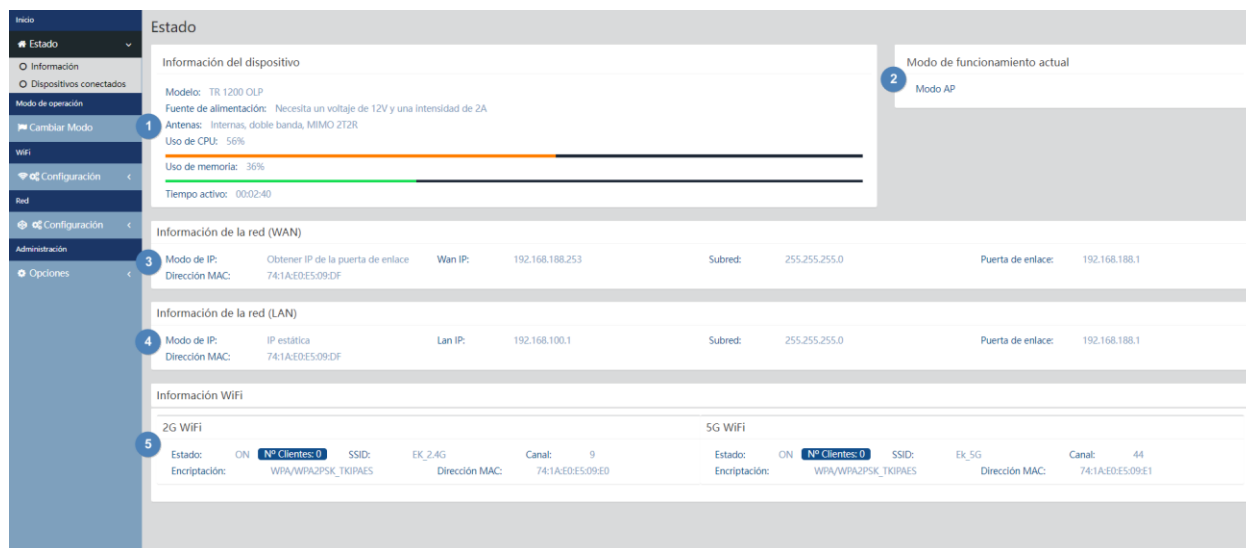 Inicio
Estado
Información
Dispositivos conectados
Modo de operación
Cambiar Modo
WiFi
Configuración
Red
Configuración
Administración
Opciones
Estado
Información del dispositivo
Modelo: TR 1200 OLP
Fuente de alimentación: Necesita un voltaje de 12V y una intensidad de 2A
1 Antenas: Internas, doble banda, MIMO 2T2R
Uso de CPU: 56%
Uso de memoria: 36%
Tiempo activo: 00:02:40
Modo de funcionamiento actual
2
Modo AP
Información de la red (WAN)
3 Modo de IP: Obtener IP de la puerta de enlace Wan IP: 192.168.188.253 Subred: 255.255.255.0 Puerta de enlace: 192.168.188.1
Dirección MAC: 74:1A:E0:E5:09:DF
Información de la red (LAN)
4 Modo de IP: IP estática Lan IP: 192.168.100.1 Subred: 255.255.255.0 Puerta de enlace: 192.168.188.1
Dirección MAC: 74:1A:E0:E5:09:DF
Información WiFi
2G WiFi
5
Estado: ON Nº Clientes: 0 SSID: EK_2.4G Canal: 9
Encriptación: WPA/WPA2PSK_TKIPAES Dirección MAC: 74:1A:E0:E5:09:E0
5G WiFi
Estado: ON Nº Clientes: 0 SSID: Ek_5G Canal: 44
Encriptación: WPA/WPA2PSK_TKIPAES Dirección MAC: 74:1A:E0:E5:09:E1